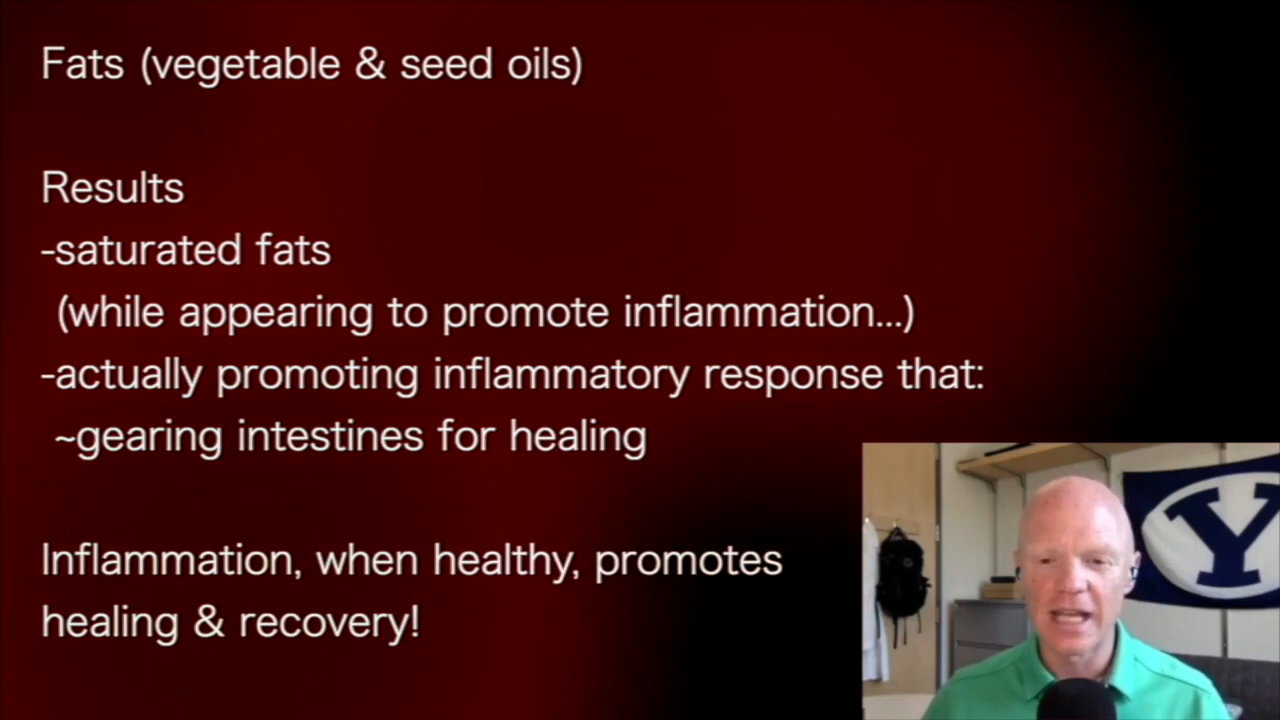 Fats (vegetable & seed oils)
Results
-saturated fats
(while appearing to promote inflammation...)
-actually promoting inflammatory response that:
~gearing intestines for healing
Inflammation, when healthy, promotes
healing & recovery!
Y